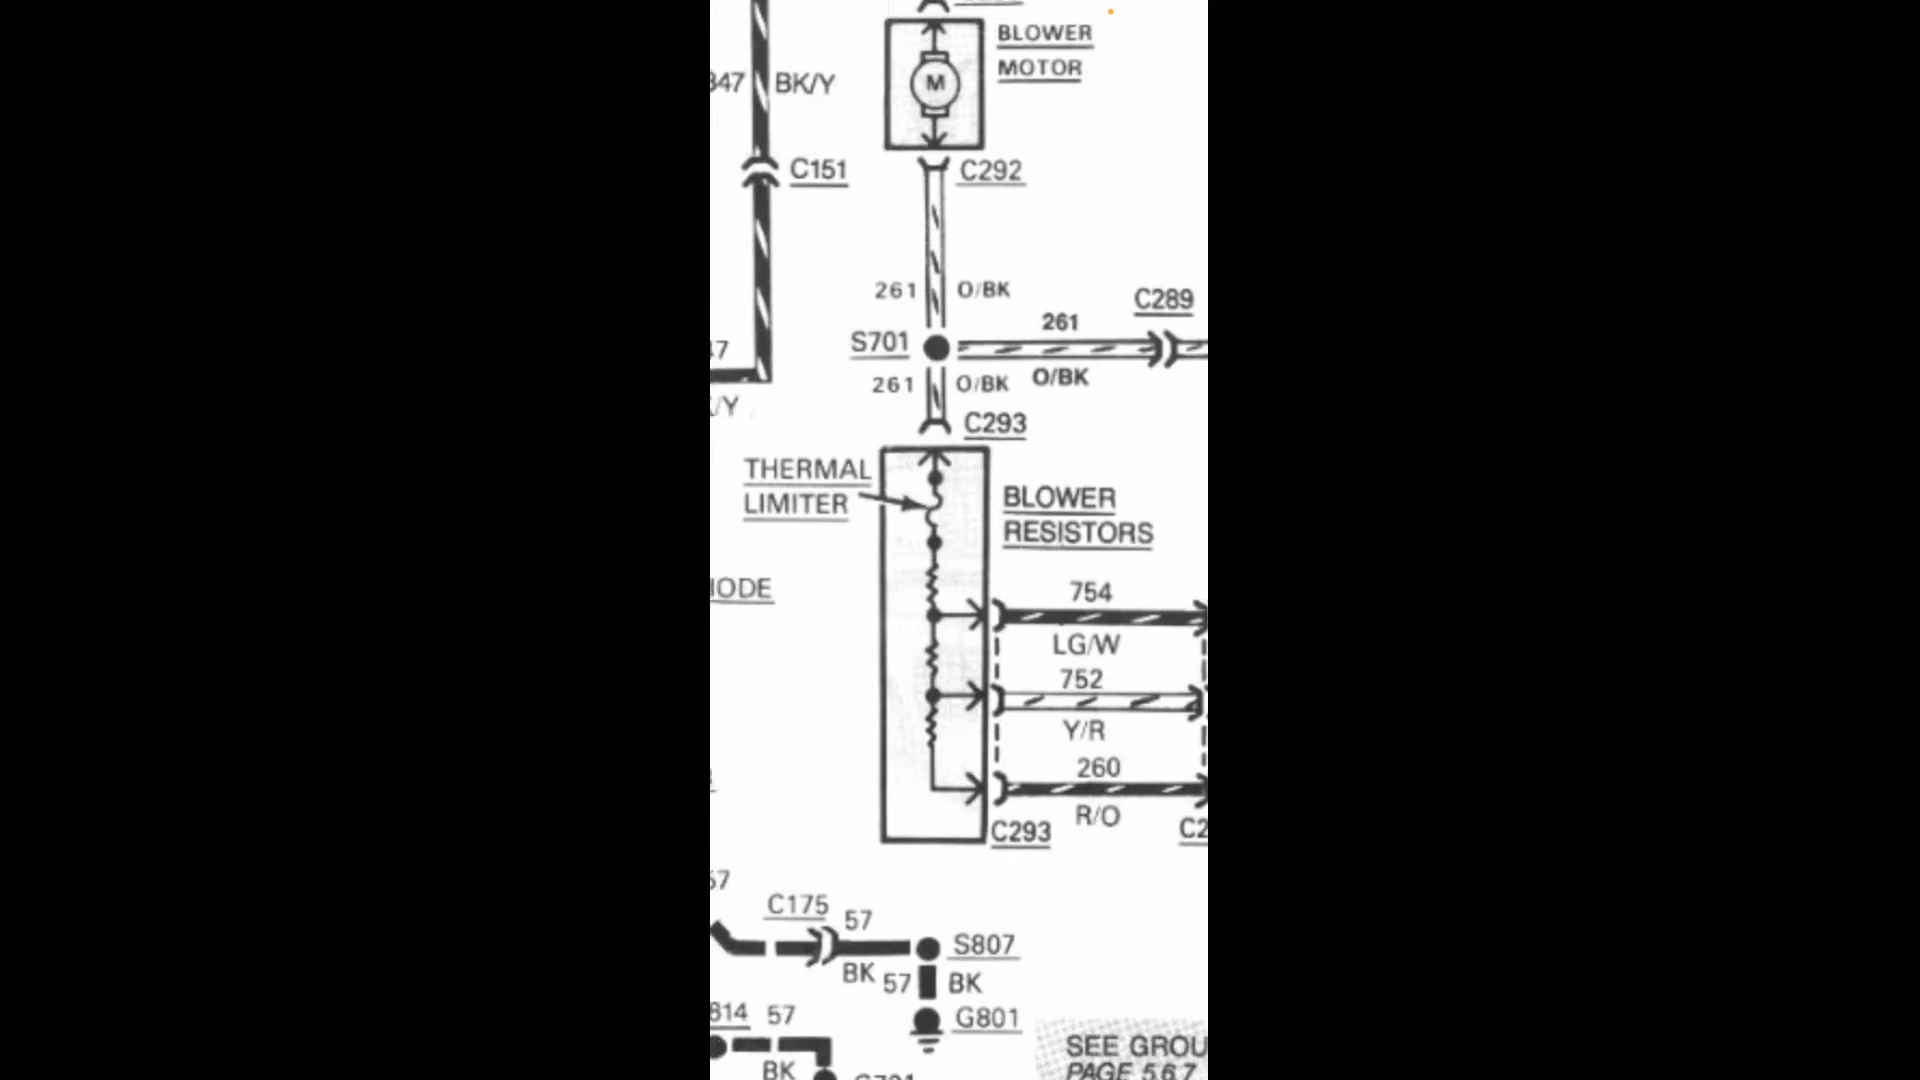 BLOWER
MOTOR
M
347 BK/Y
C151
C292
261 O/BK
C289
261
S701
O/BK
261 O/BK
C293
THERMAL
LIMITER
BLOWER
RESISTORS
754
LG/W
752
Y/R
260
R/O
C293
57
C175
57
S807
BK
57 BK
G801
814 57
BK
SEE GROU
PAGE 5,6,7